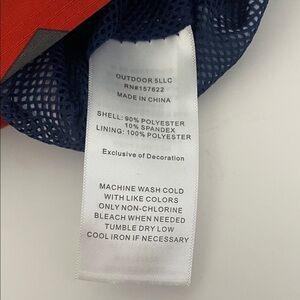 OUTDOOR 5LLC
RN#157622
MADE IN CHINA
SHELL: 90% POLYESTER
10% SPANDEX
LINING: 100% POLYESTER
Exclusive of Decoration
MACHINE WASH COLD
WITH LIKE COLORS
ONLY NON-CHLORINE
BLEACH WHEN NEEDED
TUMBLE DRY LOW
COOL IRON IF NECESSARY